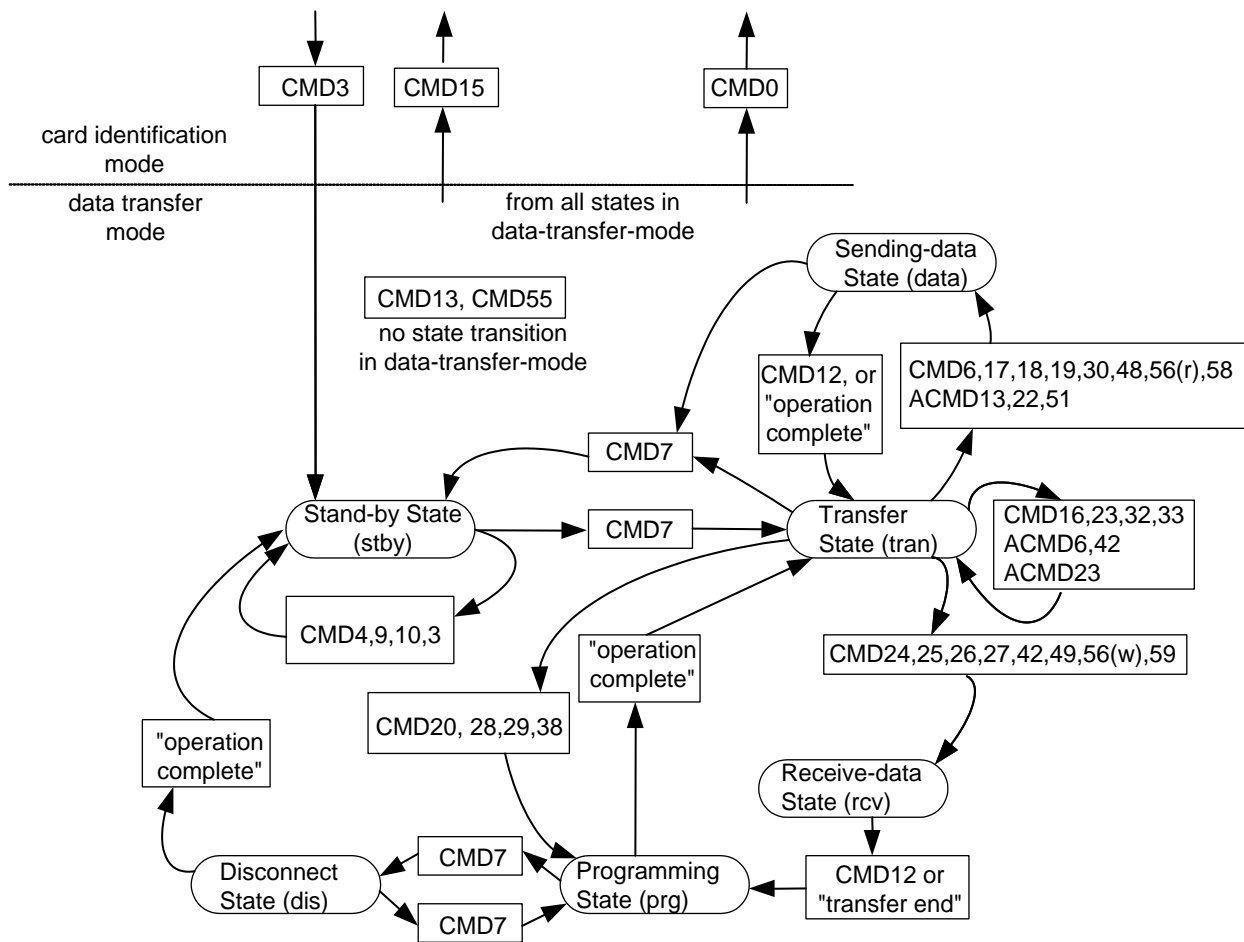 CMD3
CMD15
CMD0
card identification
mode
data transfer
mode
from all states in
data-transfer-mode
Sending-data
State (data)
CMD13, CMD55
no state transition
in data-transfer-mode
CMD12, or
"operation
complete"
CMD6,17,18,19,30,48,56(r),58
ACMD13,22,51
CMD7
Stand-by State
(stby)
CMD7
Transfer
State (tran)
CMD16,23,32,33
ACMD6,42
ACMD23
CMD4,9,10,3
"operation
complete"
CMD24,25,26,27,42,49,56(w),59
CMD20, 28,29,38
"operation
complete"
Receive-data
State (rcv)
Disconnect
State (dis)
CMD7
CMD7
Programming
State (prg)
CMD12 or
"transfer end"